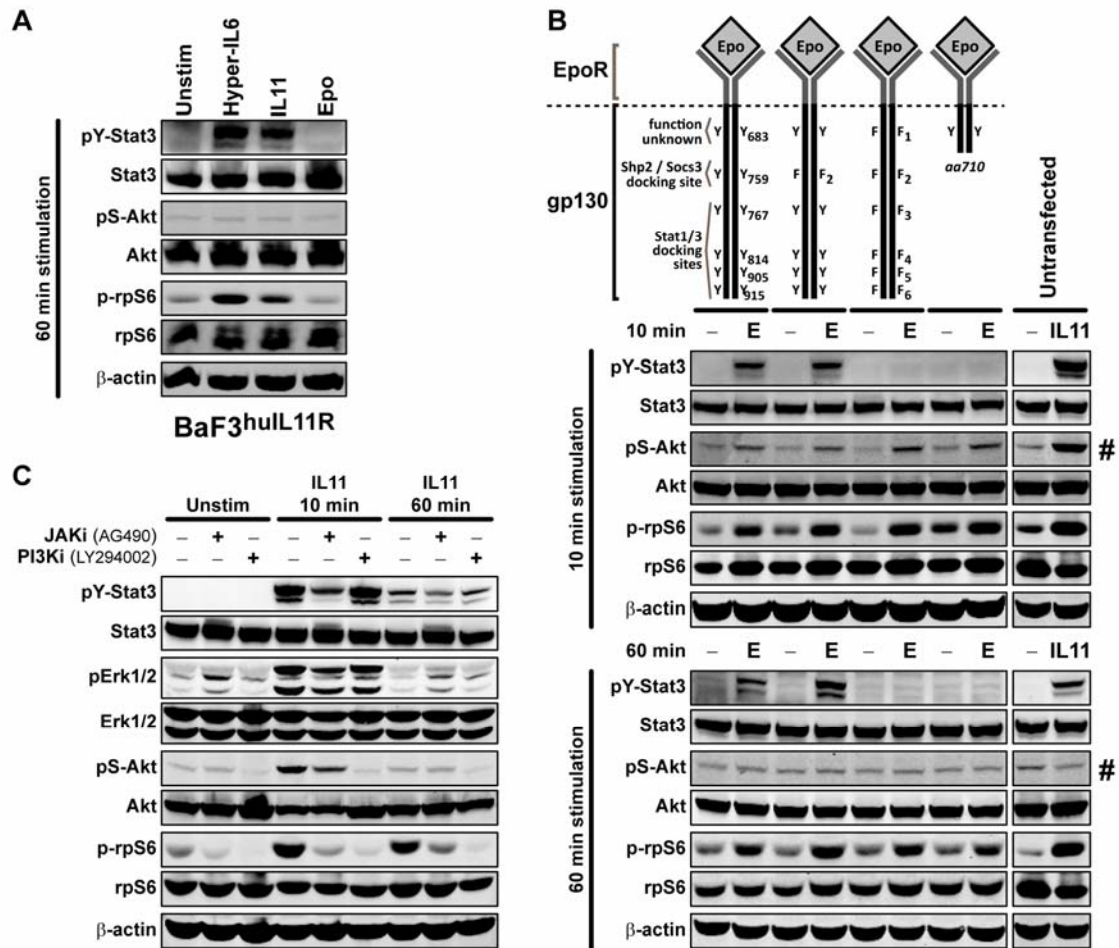 A
Unstim
Hyper-IL6
IL11
Epo
60 min stimulation
pY-Stat3
Stat3
pS-Akt
Akt
p-rpS6
rpS6
β-actin
BaF3huIL11R
B
Epo Epo Epo Epo
EpoR
gp130
function unknown
Y Y683 Y Y F F1 Y Y
aa710
Shp2 / Socs3 docking site
Y Y759 F F2 F F2
Stat1/3 docking sites
Y Y767 Y Y F F3
Y Y814 Y Y F F4
Y Y905 Y Y F F5
Y Y915 Y Y F F6
Untransfected
10 min – E – E – E – E – IL11
10 min stimulation
pY-Stat3
Stat3
pS-Akt #
Akt
p-rpS6
rpS6
β-actin
60 min – E – E – E – E – IL11
60 min stimulation
pY-Stat3
Stat3
pS-Akt #
Akt
p-rpS6
rpS6
β-actin
C
Unstim
IL11 10 min
IL11 60 min
JAKi (AG490) – + – – + – – + –
PI3Ki (LY294002) – – + – – + – – +
pY-Stat3
Stat3
pErk1/2
Erk1/2
pS-Akt
Akt
p-rpS6
rpS6
β-actin